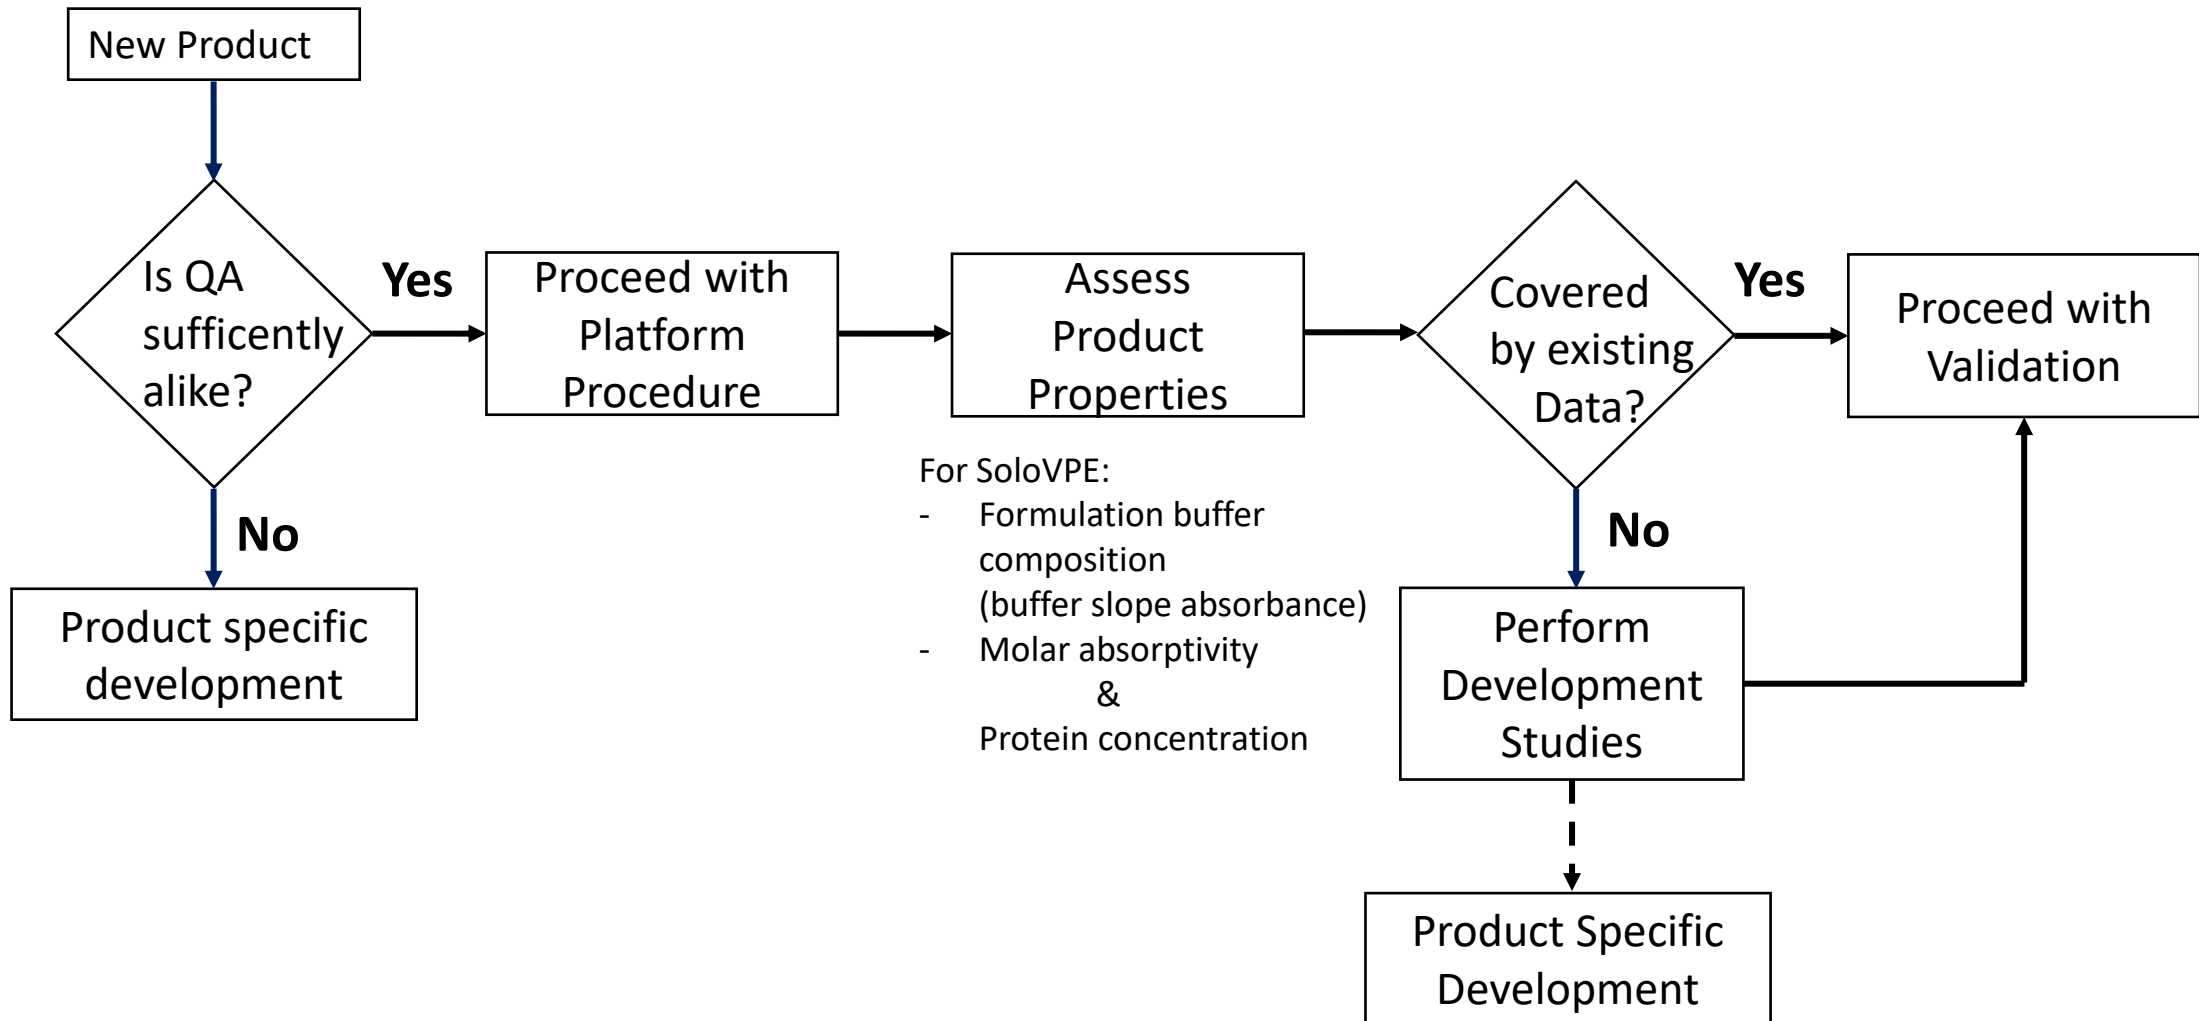 New Product
Is QA
sufficently
alike?
Yes
Proceed with
Platform
Procedure
Assess
Product
Properties
Covered
by existing
Data?
Yes
Proceed with
Validation
For SoloVPE:
- Formulation buffer
composition
(buffer slope absorbance)
- Molar absorptivity
&
Protein concentration
No
Product specific
development
No
Perform
Development
Studies
Product Specific
Development